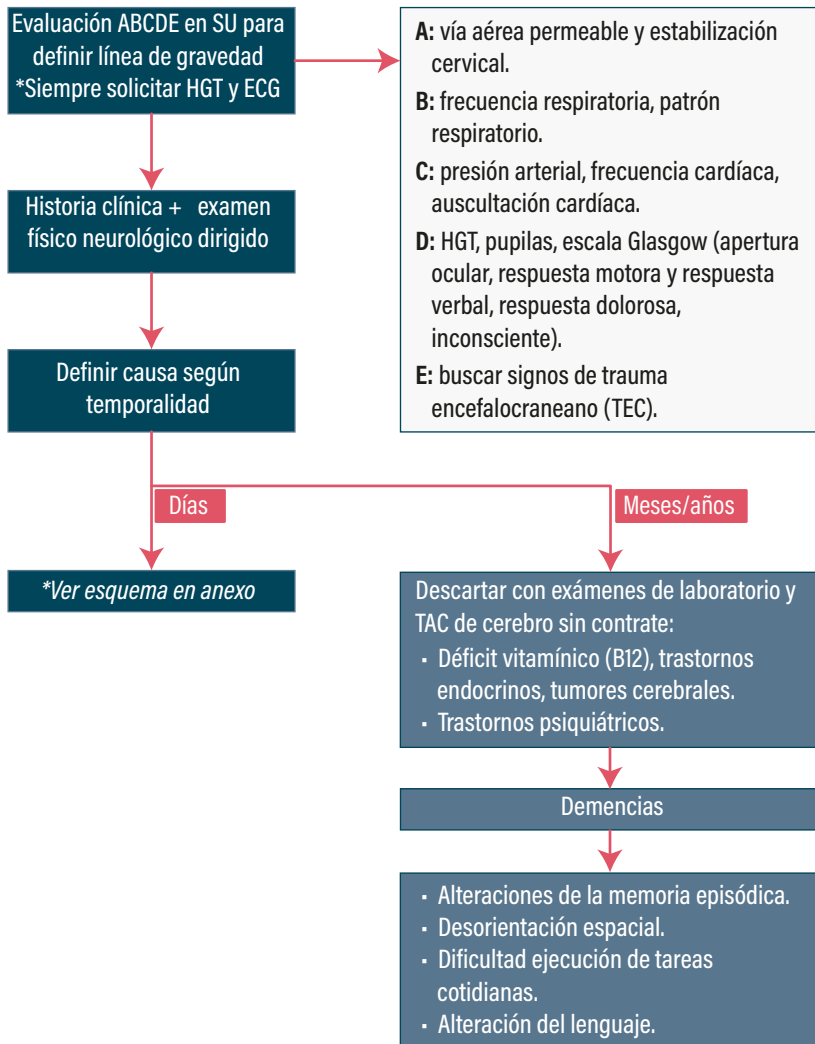 Evaluación ABCDE en SU para
definir línea de gravedad
*Siempre solicitar HGT y ECG
A: vía aérea permeable y estabilización
cervical.
B: frecuencia respiratoria, patrón
respiratorio.
C: presión arterial, frecuencia cardíaca,
auscultación cardíaca.
D: HGT, pupilas, escala Glasgow (apertura
ocular, respuesta motora y respuesta
verbal, respuesta dolorosa,
inconsciente).
E: buscar signos de trauma
encefalocraneano (TEC).
Historia clínica + examen
físico neurológico dirigido
Definir causa según
temporalidad
Días
Meses/años
*Ver esquema en anexo
Descartar con exámenes de laboratorio y
TAC de cerebro sin contrate:
· Déficit vitamínico (B12), trastornos
endocrinos, tumores cerebrales.
· Trastornos psiquiátricos.
Demencias
· Alteraciones de la memoria episódica.
· Desorientación espacial.
· Dificultad ejecución de tareas
cotidianas.
· Alteración del lenguaje.